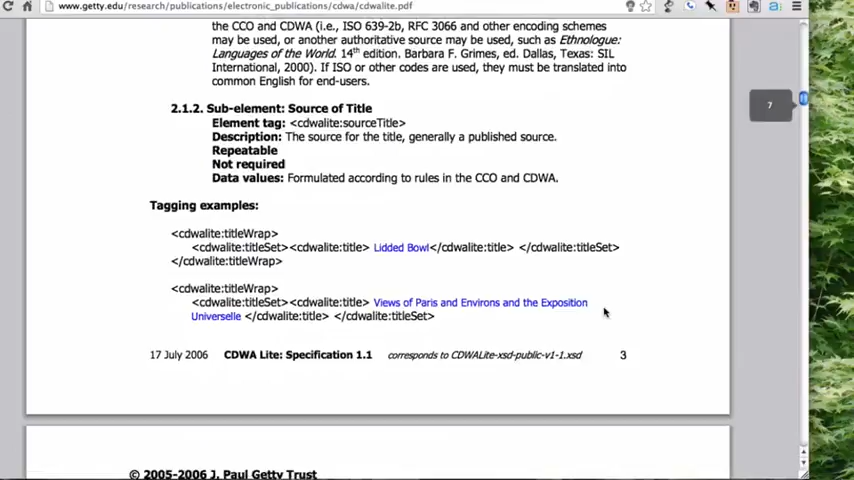 www.getty.edu/research/publications/electronic_publications/cdwa/cdwalite.pdf
the CCO and CDWA (i.e., ISO 639-2b, RFC 3066 and other encoding schemes
may be used, or another authoritative source may be used, such as Ethnologue:
Languages of the World. 14th edition. Barbara F. Grimes, ed. Dallas, Texas: SIL
International, 2000). If ISO or other codes are used, they must be translated into
common English for end-users.
2.1.2. Sub-element: Source of Title
Element tag: <cdwalite:sourceTitle>
Description: The source for the title, generally a published source.
Repeatable
Not required
Data values: Formulated according to rules in the CCO and CDWA.
Tagging examples:
<cdwalite:titleWrap>
<cdwalite:titleSet><cdwalite:title> Lidded Bowl</cdwalite:title> </cdwalite:titleSet>
</cdwalite:titleWrap>
<cdwalite:titleWrap>
<cdwalite:titleSet><cdwalite:title> Views of Paris and Environs and the Exposition
Universelle </cdwalite:title> </cdwalite:titleSet>
17 July 2006 CDWA Lite: Specification 1.1 corresponds to CDWALite-xsd-public-v1-1.xsd 3
7
© 2005-2006 J. Paul Getty Trust